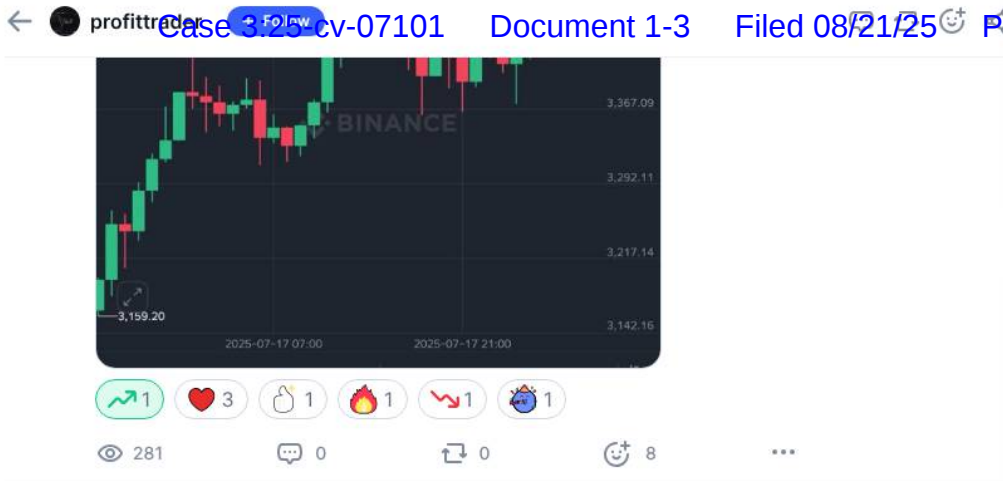 profittrader + Follow
Case 3:25-cv-07101 Document 1-3 Filed 08/21/25
3,367.09
BINANCE
3,292.11
3,217.14
3,159.20
3,142.16
2025-07-17 07:00 2025-07-17 21:00
1 3 1 1 1 1
281 0 0 8